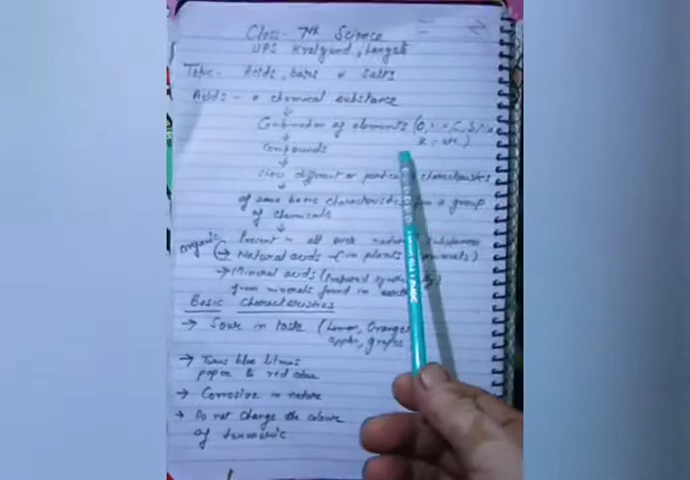 Class- 7th Science
UPS Kralgund, Langate
Topic- Acids, bases & Salts
Acids - a chemical substance
↓
Combination of elements (O, N, H, C, S, Na
K etc.)
↓
compounds
↓
show different or particular characteristics
↓
of same basic characteristics form a group
of chemicals
↓
organic Present in all sour natural substances
→ Natural acids - (in plants animals)
→ Mineral acids (Prepared synthetically)
from minerals found in earth
Basic Characteristics
→ Sour in taste (Lemon, Oranges
apples, grapes
→ Turns blue litmus
paper to red colour
→ Corrosive in nature
→ Do not change the colour
of turmeric